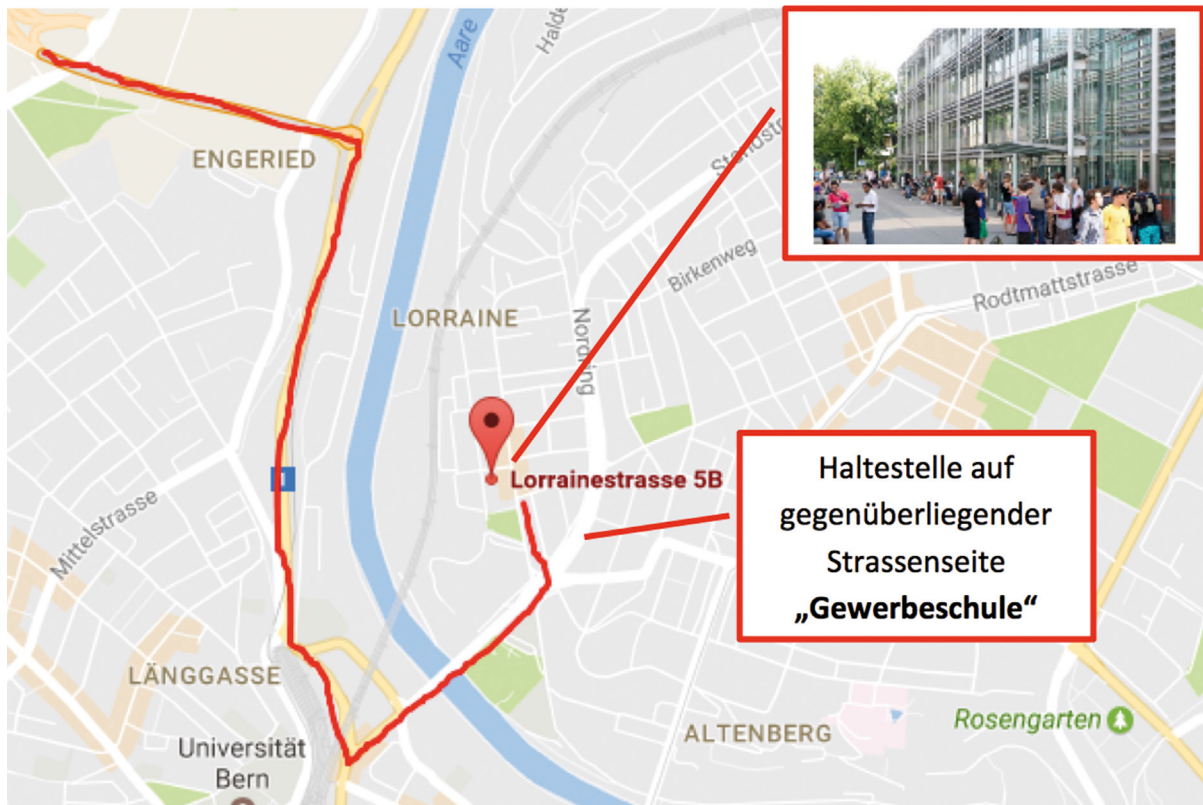 Aare
Halde
ENGERIED
Birkenweg
Rodtmattstrasse
LORRAINE
Nordring
Lorrainestrasse 5B
Haltestelle auf
gegenüberliegender
Strassenseite
„Gewerbeschule“
Mittelstrasse
LÄNGGASSE
ALTENBERG
Rosengarten
Universität
Bern